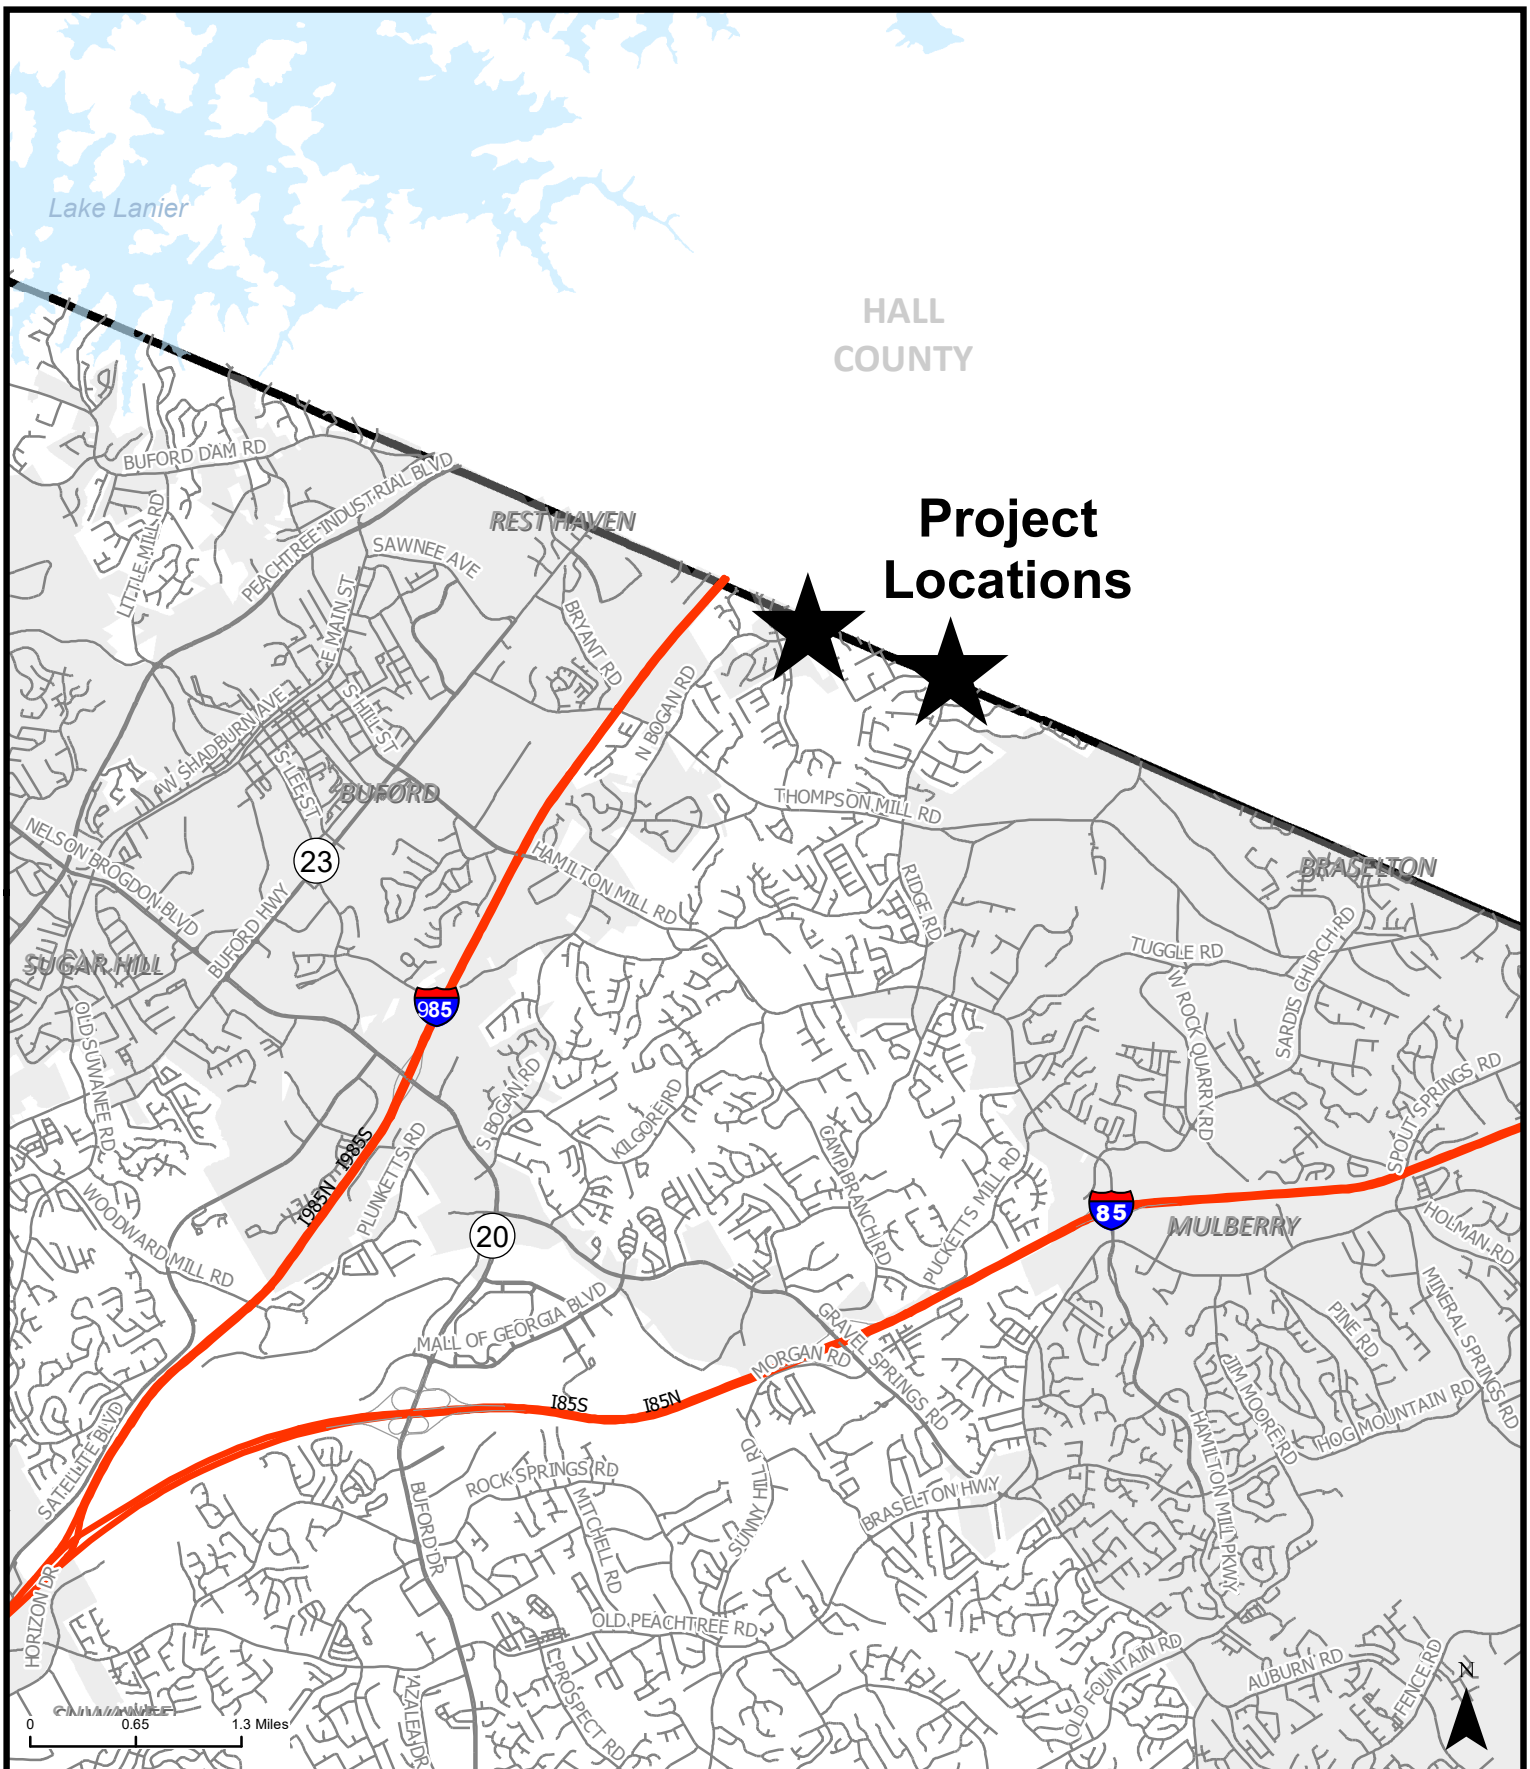 Lake Lanier
HALL
COUNTY
BUFORD DAM RD
PEACHTREE INDUSTRIAL BLVD
LITTLE MILL RD
REST HAVEN
Project
Locations
SAWNEE AVE
E MAIN ST
BRYANT RD
N BOGAN RD
W SHADBURN AVE
S HILL ST
S LEE ST
BUFORD
THOMPSON MILL RD
NELSON BROGDON BLVD
23
HAMILTON MILL RD
RIDGE RD
BRASELTON
BUFORD HWY
SUGAR HILL
TUGGLE RD
SARDIS CHURCH RD
W ROCK QUARRY RD
985
OLD SUWANEE RD
S BOGAN RD
KILGORE RD
SPOUT SPRINGS RD
I985S
I985N
PLUNKETTS RD
CAMP BRANCH RD
PUCKETTS MILL RD
WOODWARD MILL RD
20
85
MULBERRY
HOLMAN RD
MALL OF GEORGIA BLVD
GRAVEL SPRINGS RD
MORGAN RD
PINE RD
MINERAL SPRINGS RD
I85S
I85N
JIM MOORE RD
HOG MOUNTAIN RD
SATELLITE BLVD
ROCK SPRINGS RD
SUNNY HILL RD
HAMILTON MILL PKWY
BUFORD DR
MITCHELL RD
BRASELTON HWY
HORIZON DR
OLD PEACHTREE RD
OLD FOUNTAIN RD
AUBURN RD
FENCE RD
PROSPECT RD
AZALEA DR
SUWANEE
N
0 0.65 1.3 Miles